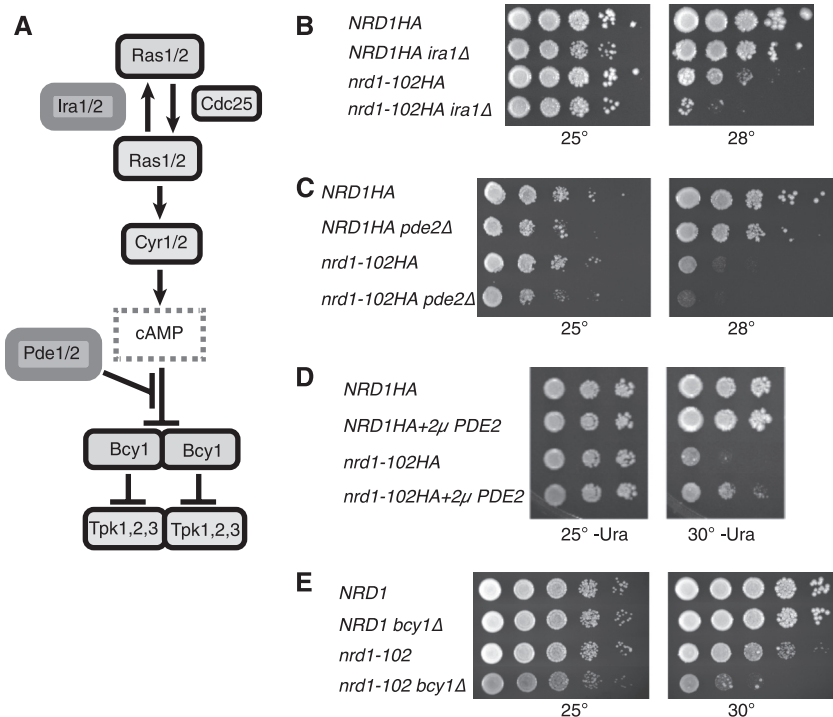 A
Ras1/2
Ira1/2
Cdc25
Ras1/2
Cyr1/2
cAMP
Pde1/2
Bcy1 Bcy1
Tpk1,2,3 Tpk1,2,3
B
NRD1HA
NRD1HA ira1Δ
nrd1-102HA
nrd1-102HA ira1Δ
25° 28°
C
NRD1HA
NRD1HA pde2Δ
nrd1-102HA
nrd1-102HA pde2Δ
25° 28°
D
NRD1HA
NRD1HA+2μ PDE2
nrd1-102HA
nrd1-102HA+2μ PDE2
25° -Ura 30° -Ura
E
NRD1
NRD1 bcy1Δ
nrd1-102
nrd1-102 bcy1Δ
25° 30°